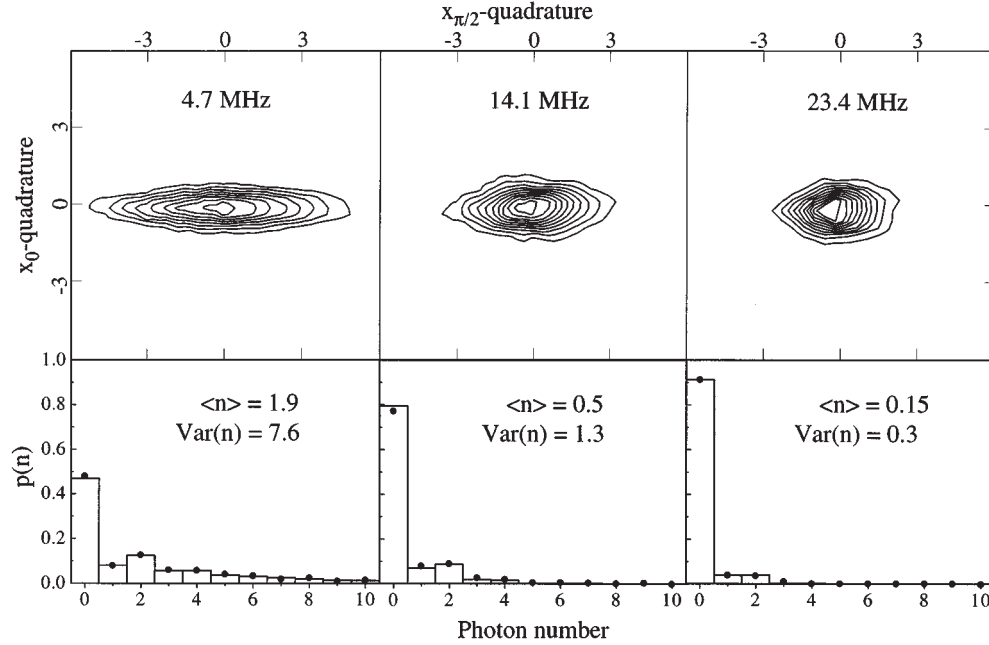 x_{π/2}-quadrature
-3 0 3 -3 0 3 -3 0 3
4.7 MHz 14.1 MHz 23.4 MHz
x_0-quadrature
3
0
-3
1.0
0.8
0.6
0.4
0.2
0.0
p(n)
<n> = 1.9 <n> = 0.5 <n> = 0.15
Var(n) = 7.6 Var(n) = 1.3 Var(n) = 0.3
0 2 4 6 8 10 0 2 4 6 8 10 0 2 4 6 8 10
Photon number